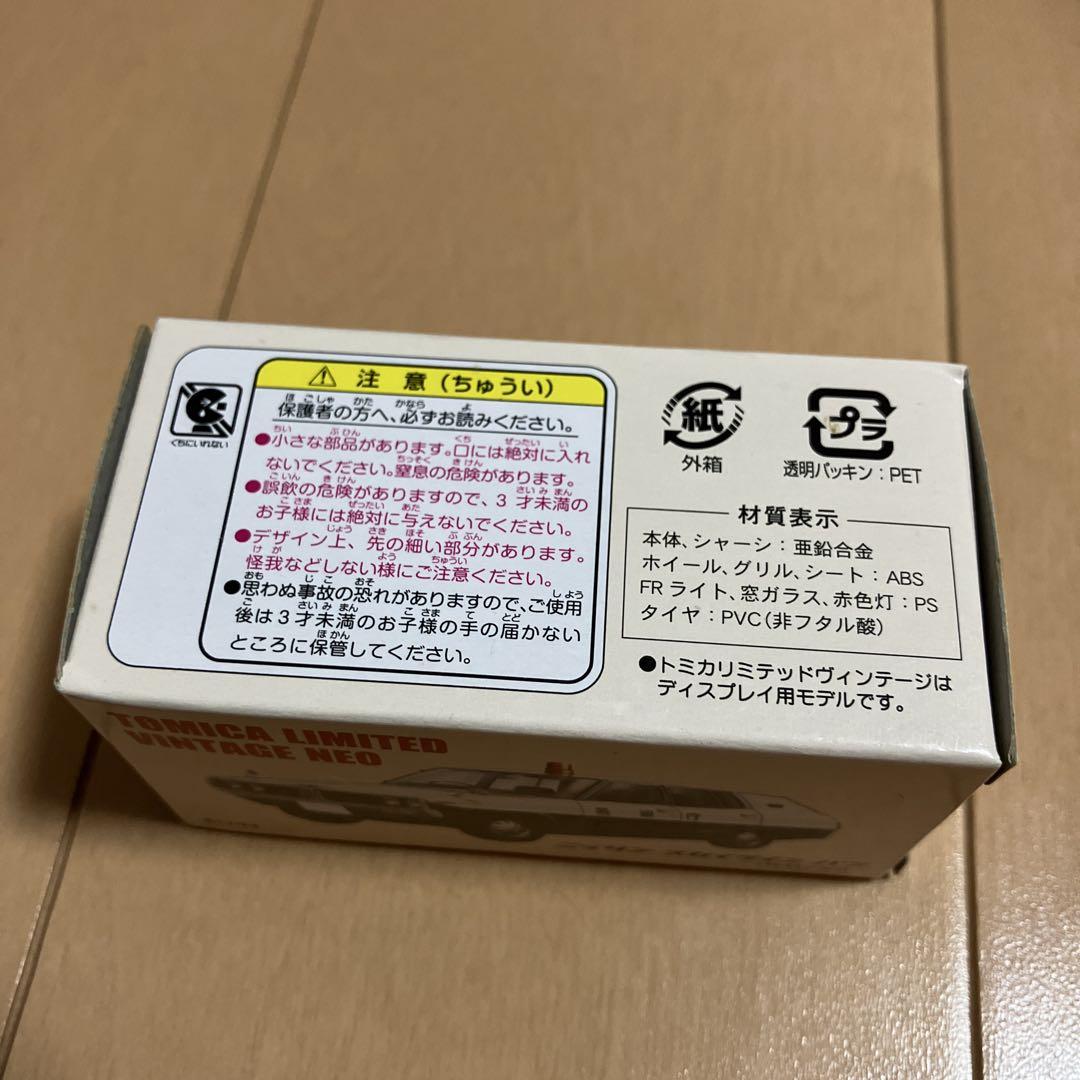 注 意（ちゅうい）
保護者の方へ、必ずお読みください。
●小さな部品があります。口には絶対に入れ
ないでください。窒息の危険があります。
●誤飲の危険がありますので、3 才未満の
お子様には絶対に与えないでください。
●デザイン上、先の細い部分があります。
怪我などしない様にご注意ください。
●思わぬ事故の恐れがありますので、ご使用
後は3才未満のお子様の手の届かない
ところに保管してください。
くちにいれない
紙
外箱
プラ
透明パッキン：PET
材質表示
本体、シャーシ：亜鉛合金
ホイール、グリル、シート：ABS
FRライト、窓ガラス、赤色灯：PS
タイヤ：PVC（非フタル酸）
●トミカリミテッドヴィンテージは
ディスプレイ用モデルです。
TOMICA LIMITED
VINTAGE NEO